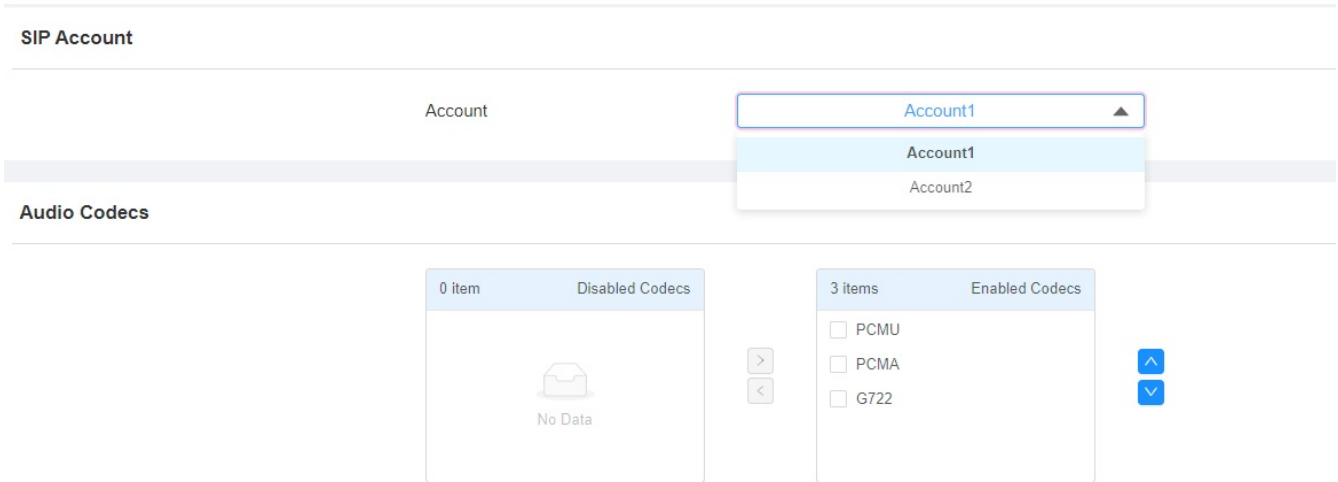 SIP Account
Account
Account1
Account1
Account2
Audio Codecs
0 item Disabled Codecs
No Data
3 items Enabled Codecs
PCMU
PCMA
G722